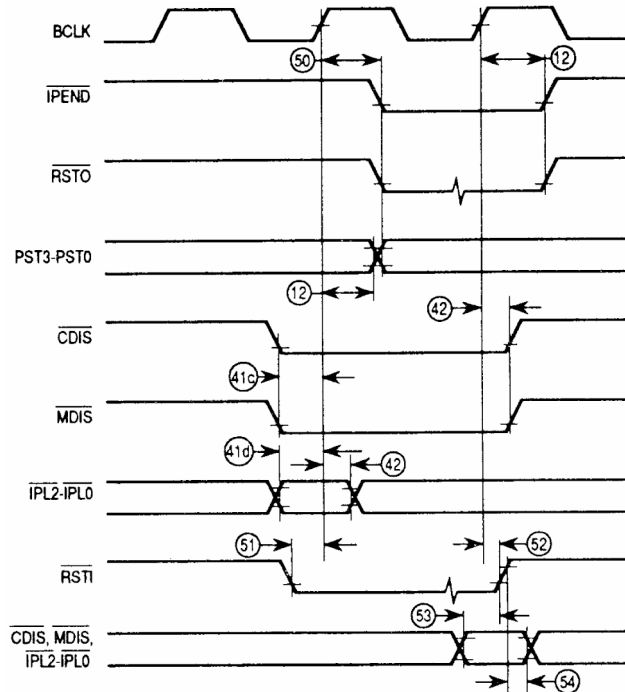 BCLK
50
12
IPEND
RSTO
PST3-PST0
12
42
CDIS
41c
MDIS
41d
42
IPL2-IPL0
51
52
RSTI
53
CDIS, MDIS,
IPL2-IPL0
54